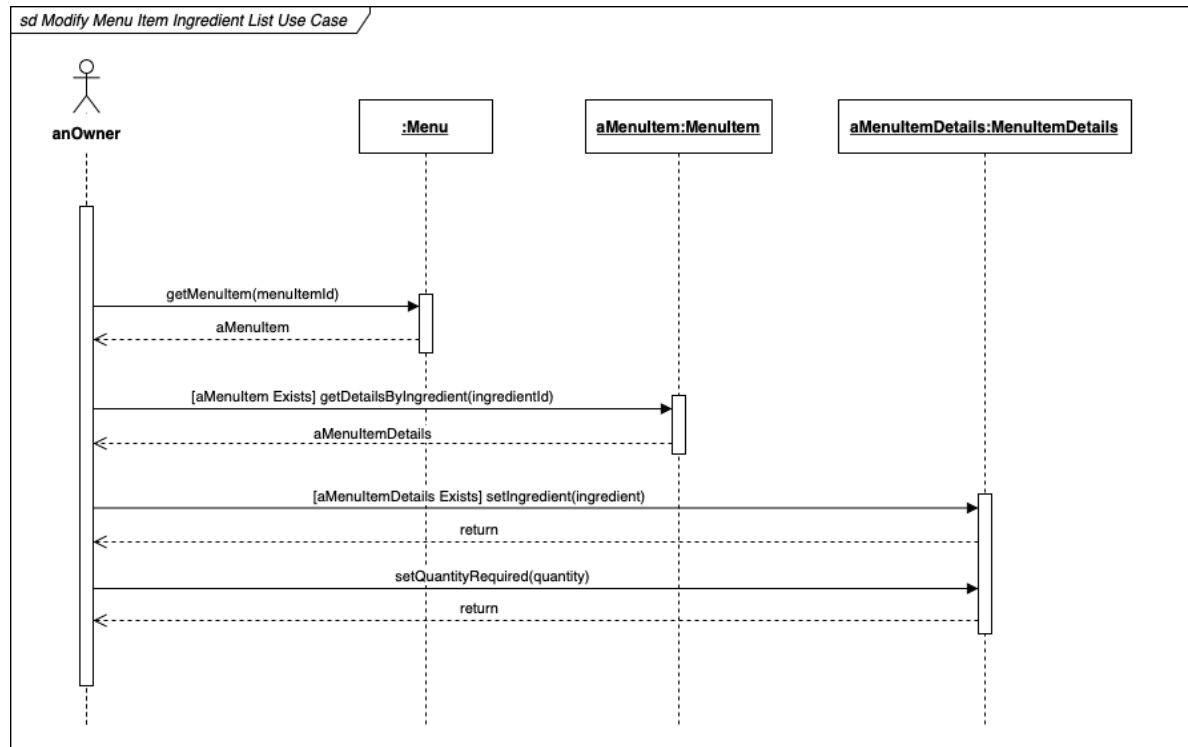 sd Modify Menu Item Ingredient List Use Case
anOwner
:Menu
aMenuItem:MenuItem
aMenuItemDetails:MenuItemDetails
getMenuItem(menuItemId)
aMenuItem
[aMenuItem Exists] getDetailsByIngredient(ingredientId)
aMenuItemDetails
[aMenuItemDetails Exists] setIngredient(ingredient)
return
setQuantityRequired(quantity)
return